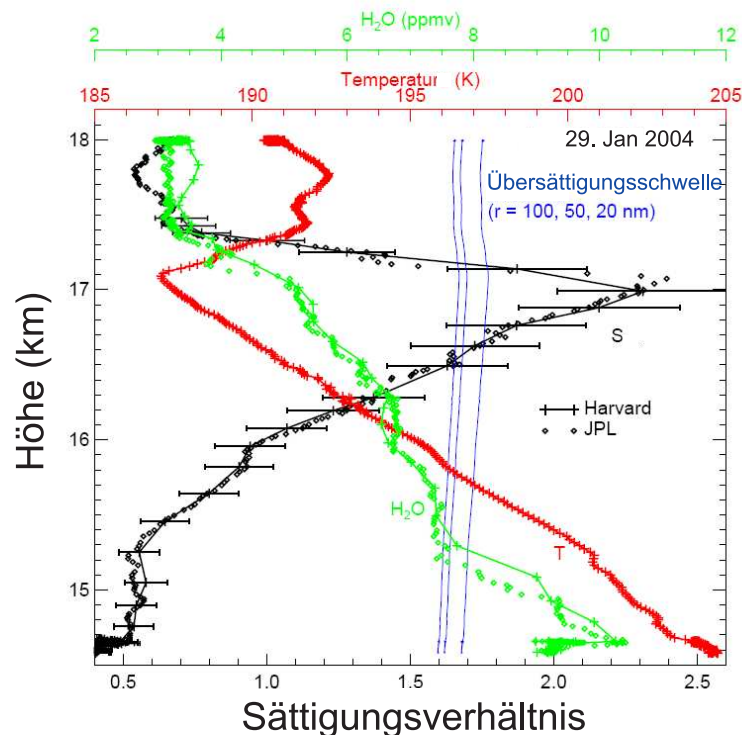 H₂O (ppmv)
2 4 6 8 10 12
Temperatur (K)
185 190 195 200 205
18
29. Jan 2004
Übersättigungsschwelle
(r = 100, 50, 20 nm)
17
S
Harvard
JPL
16
H₂O
T
15
Höhe (km)
0.5 1.0 1.5 2.0 2.5
Sättigungsverhältnis